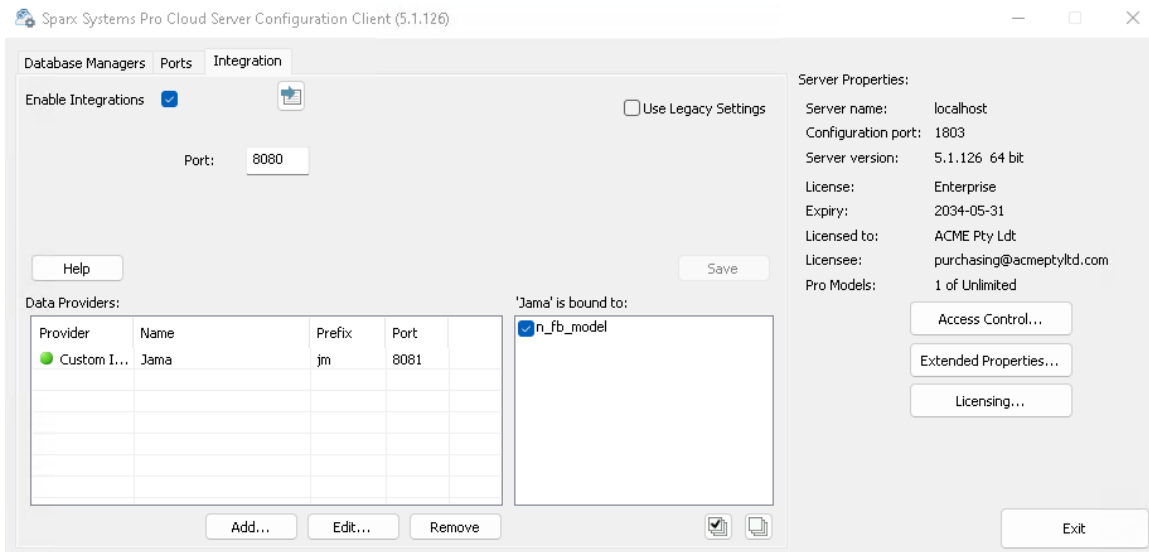 Sparx Systems Pro Cloud Server Configuration Client (5.1.126)
Database Managers Ports Integration
Enable Integrations
Use Legacy Settings
Port: 8080
Help
Save
Data Providers:
Provider Name Prefix Port
Custom I... Jama jm 8081
Add... Edit... Remove
'Jama' is bound to:
n_fb_model
Server Properties:
Server name: localhost
Configuration port: 1803
Server version: 5.1.126 64 bit
License: Enterprise
Expiry: 2034-05-31
Licensed to: ACME Pty Ldt
Licensee: purchasing@acmeptyltd.com
Pro Models: 1 of Unlimited
Access Control...
Extended Properties...
Licensing...
Exit